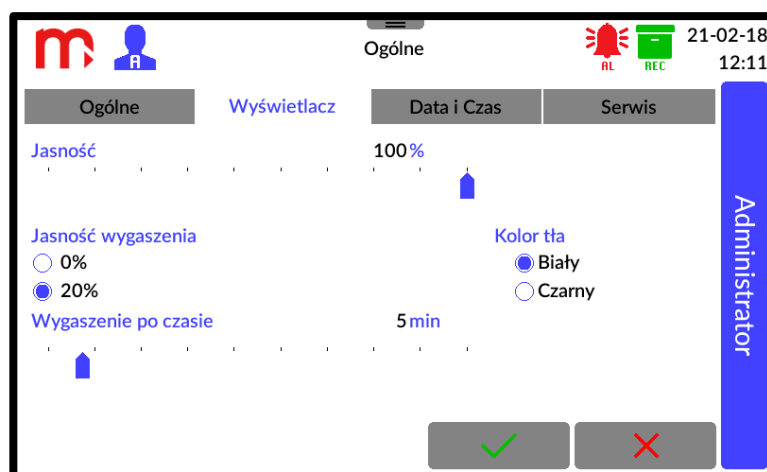 m
A
Ogólne
AL
REC
21-02-18
12:11
Ogólne
Wyświetlacz
Data i Czas
Serwis
Jasność
100%
Jasność wygaszenia
0%
20%
Kolor tła
Biały
Czarny
Wygaszenie po czasie
5 min
Administrator